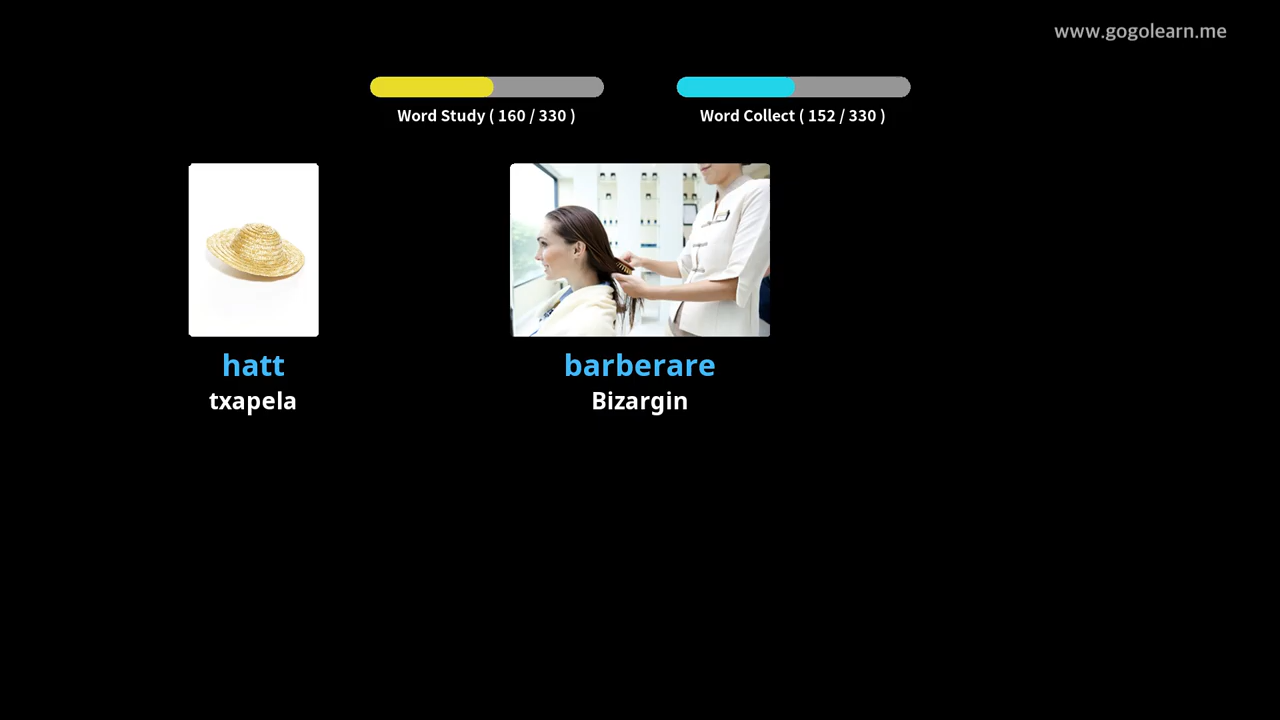 www.gogolearn.me
Word Study ( 160 / 330 )
Word Collect ( 152 / 330 )
hatt
txapela
barberare
Bizargin